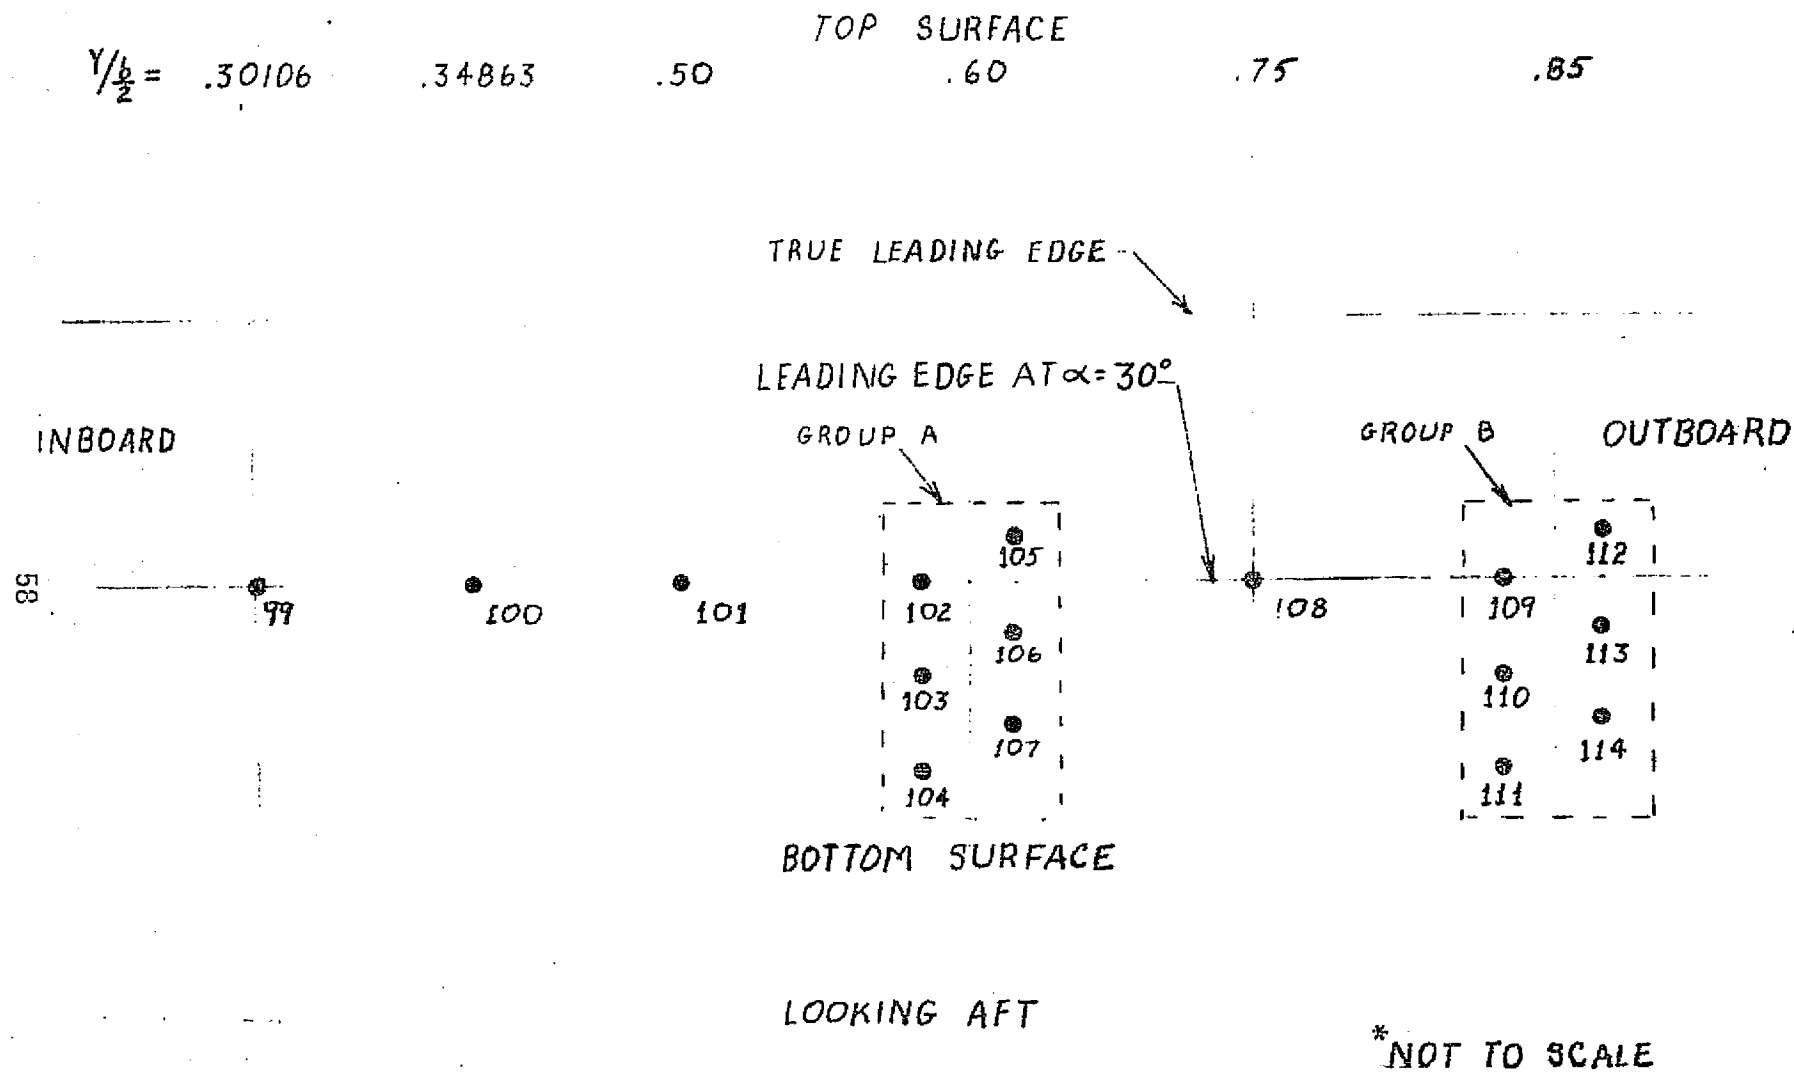 TOP SURFACE
Y/b/2 = .30106 .34863 .50 .60 .75 .85
TRUE LEADING EDGE
LEADING EDGE AT α=30°
INBOARD
GROUP A
GROUP B
OUTBOARD
105
112
99
100
101
102
108
109
106
113
103
110
107
114
104
111
58
BOTTOM SURFACE
LOOKING AFT
*NOT TO SCALE